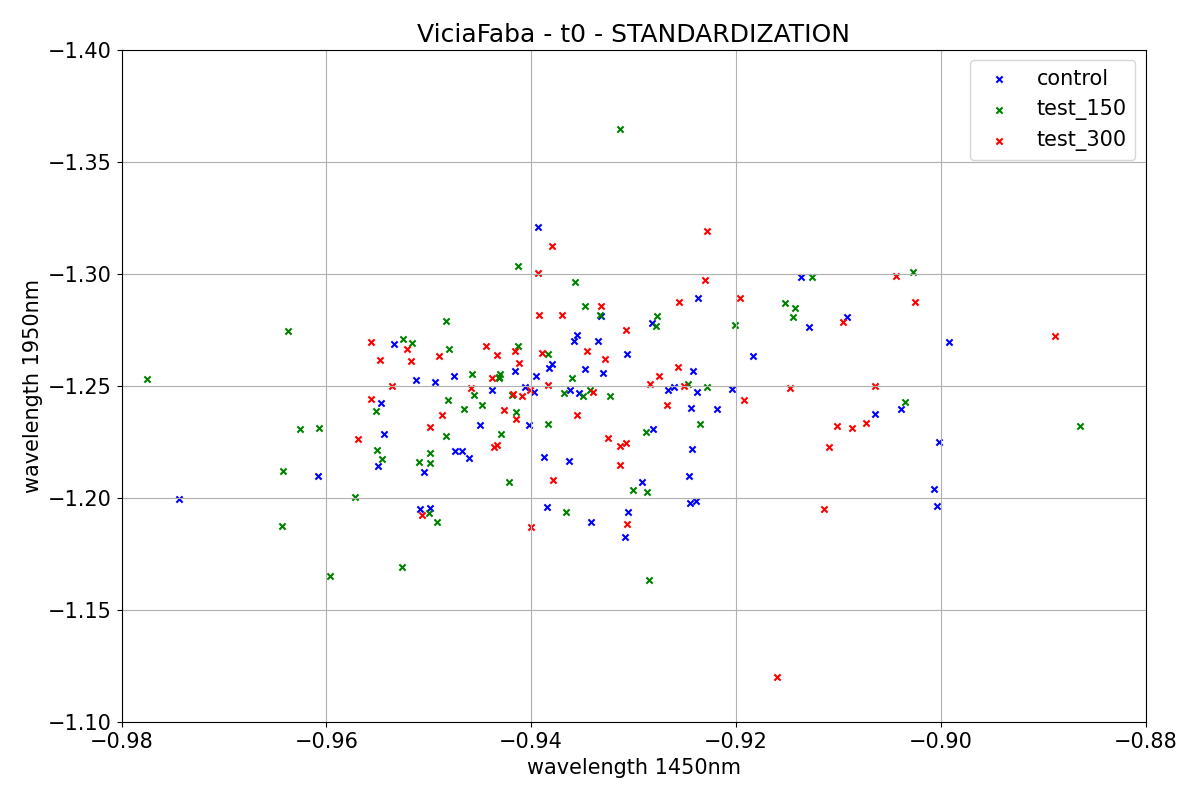 ViciaFaba - t0 - STANDARDIZATION
control
test_150
test_300
−1.40
−1.35
−1.30
−1.25
−1.20
−1.15
−1.10
wavelength 1950nm
−0.98
−0.96
−0.94
−0.92
−0.90
−0.88
wavelength 1450nm